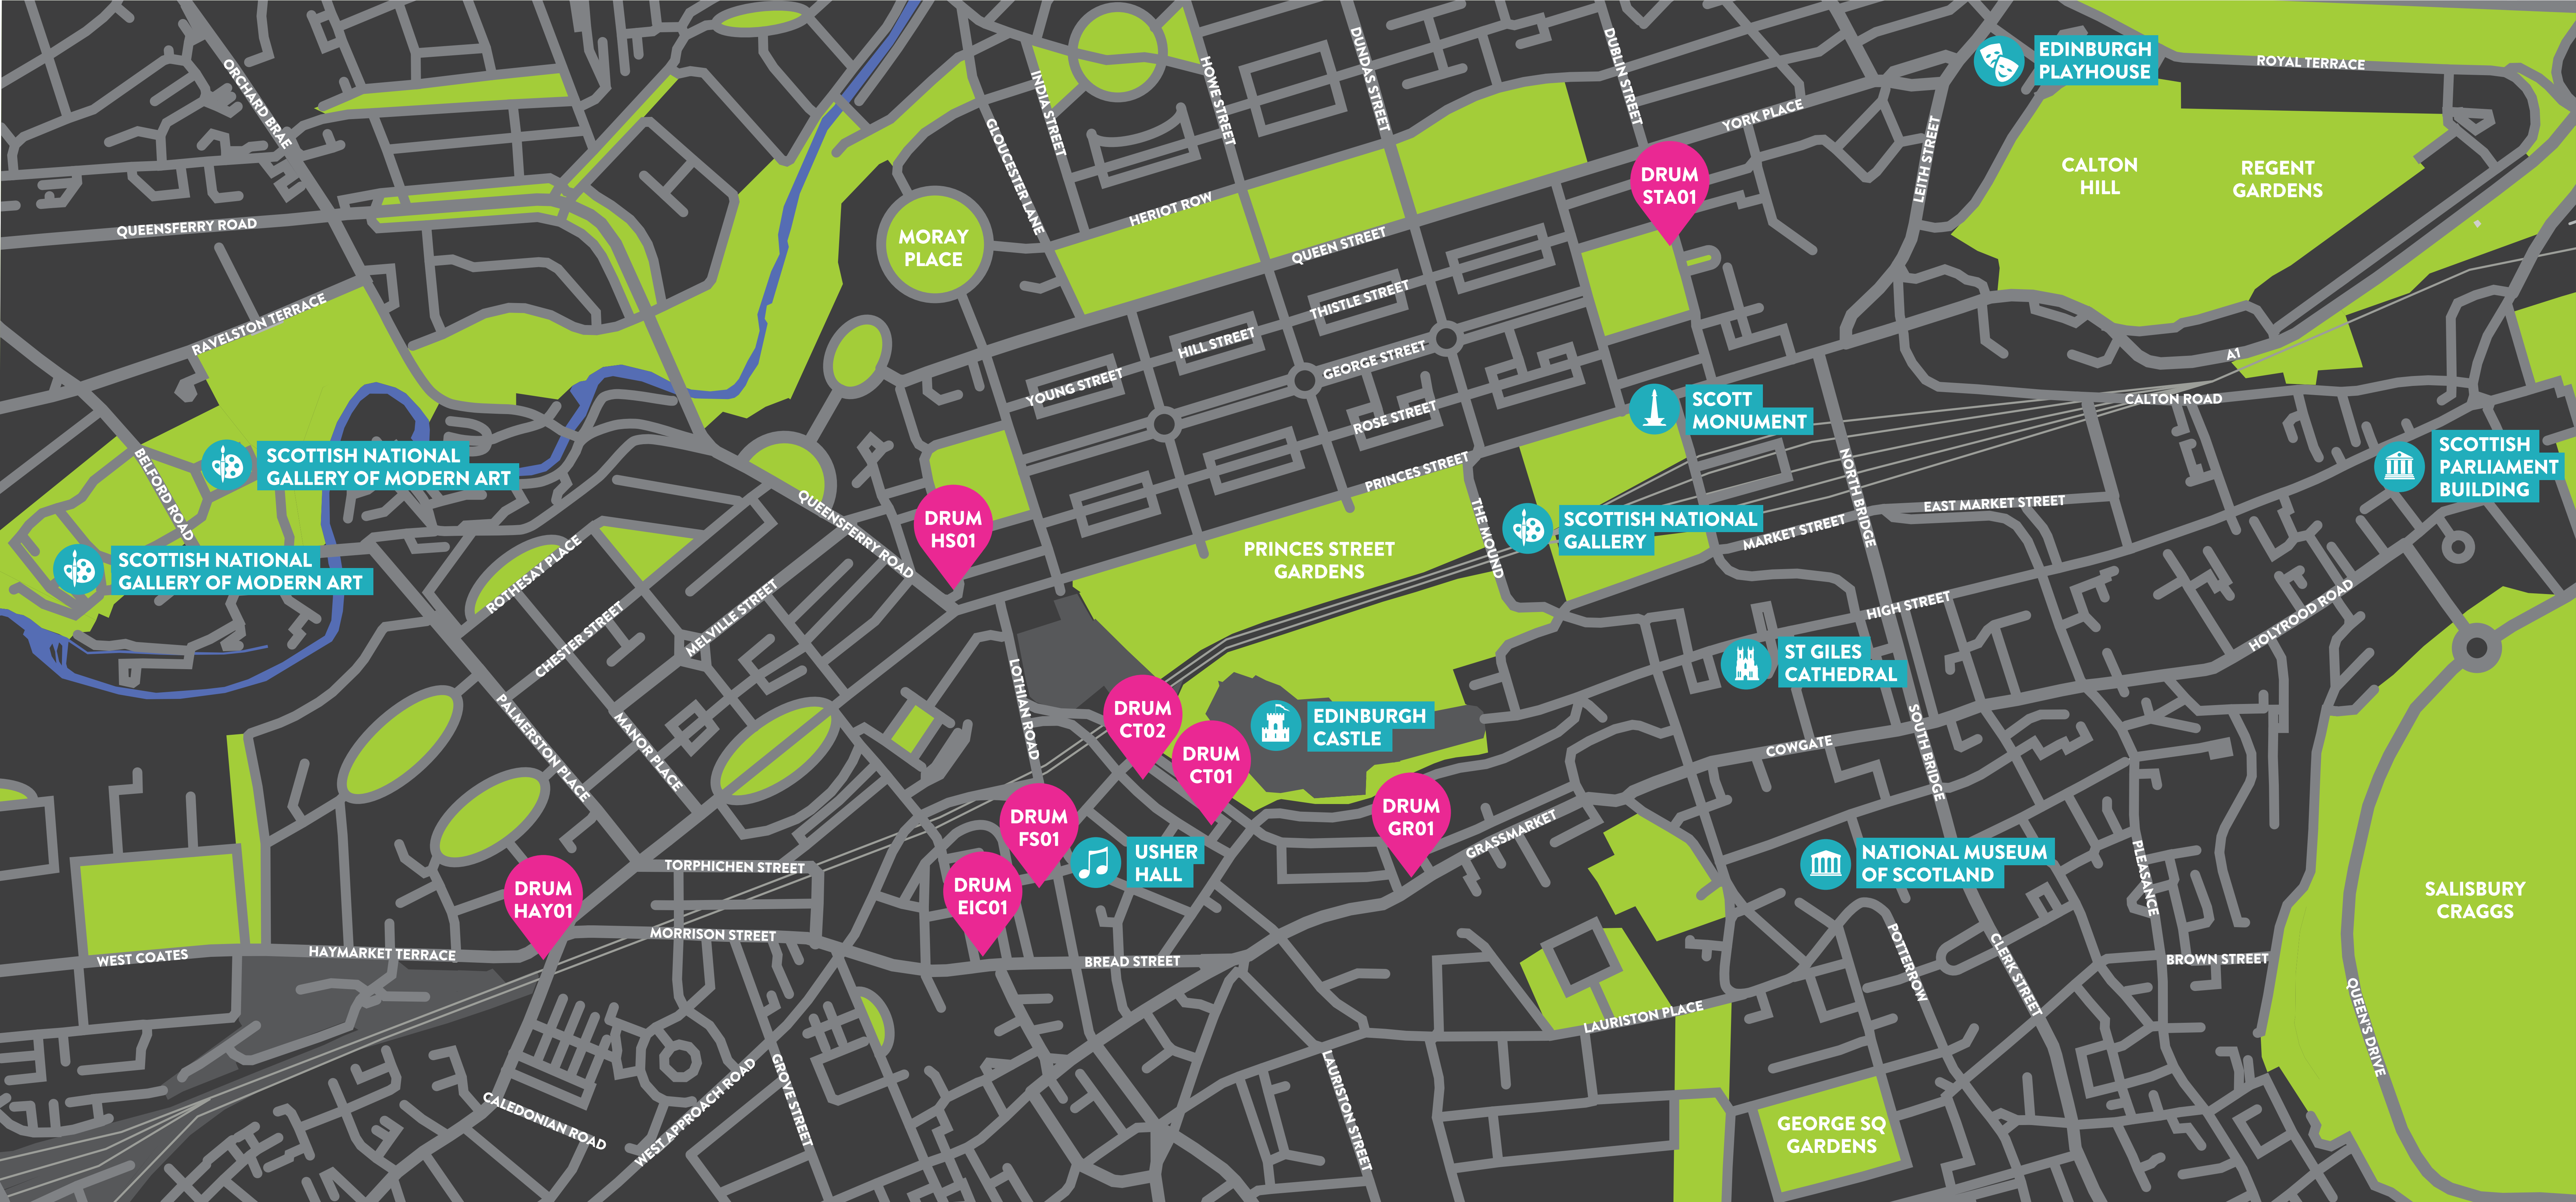 ORCHARD BRAE
INDIA STREET
HOWE STREET
DUNDAS STREET
DUBLIN STREET
YORK PLACE
LEITH STREET
EDINBURGH
PLAYHOUSE
ROYAL TERRACE
GLOUCESTER LANE
HERIOT ROW
DRUM
STA01
CALTON
HILL
REGENT
GARDENS
QUEENSFERRY ROAD
MORAY
PLACE
QUEEN STREET
THISTLE STREET
RAVELSTON TERRACE
HILL STREET
GEORGE STREET
YOUNG STREET
ROSE STREET
A1
CALTON ROAD
SCOTT
MONUMENT
BELFORD ROAD
SCOTTISH NATIONAL
GALLERY OF MODERN ART
QUEENSFERRY ROAD
PRINCES STREET
THE MOUND
NORTH BRIDGE
EAST MARKET STREET
SCOTTISH
PARLIAMENT
BUILDING
SCOTTISH NATIONAL
GALLERY OF MODERN ART
DRUM
HS01
PRINCES STREET
GARDENS
SCOTTISH NATIONAL
GALLERY
MARKET STREET
ROTHESAY PLACE
CHESTER STREET
MELVILLE STREET
HIGH STREET
HOLYROOD ROAD
ST GILES
CATHEDRAL
PALMERSTON PLACE
MANOR PLACE
LOTHIAN ROAD
DRUM
CT02
DRUM
CT01
EDINBURGH
CASTLE
COWGATE
SOUTH BRIDGE
DRUM
FS01
DRUM
GR01
GRASSMARKET
USHER
HALL
NATIONAL MUSEUM
OF SCOTLAND
PLEASANCE
SALISBURY
CRAGGS
TORPHICHEN STREET
DRUM
HAY01
DRUM
EIC01
WEST COATES
HAYMARKET TERRACE
MORRISON STREET
BREAD STREET
POTTERROW
CLERK STREET
BROWN STREET
QUEEN'S DRIVE
LAURISTON PLACE
CALEDONIAN ROAD
WEST APPROACH ROAD
GROVE STREET
LAURISTON STREET
GEORGE SQ
GARDENS